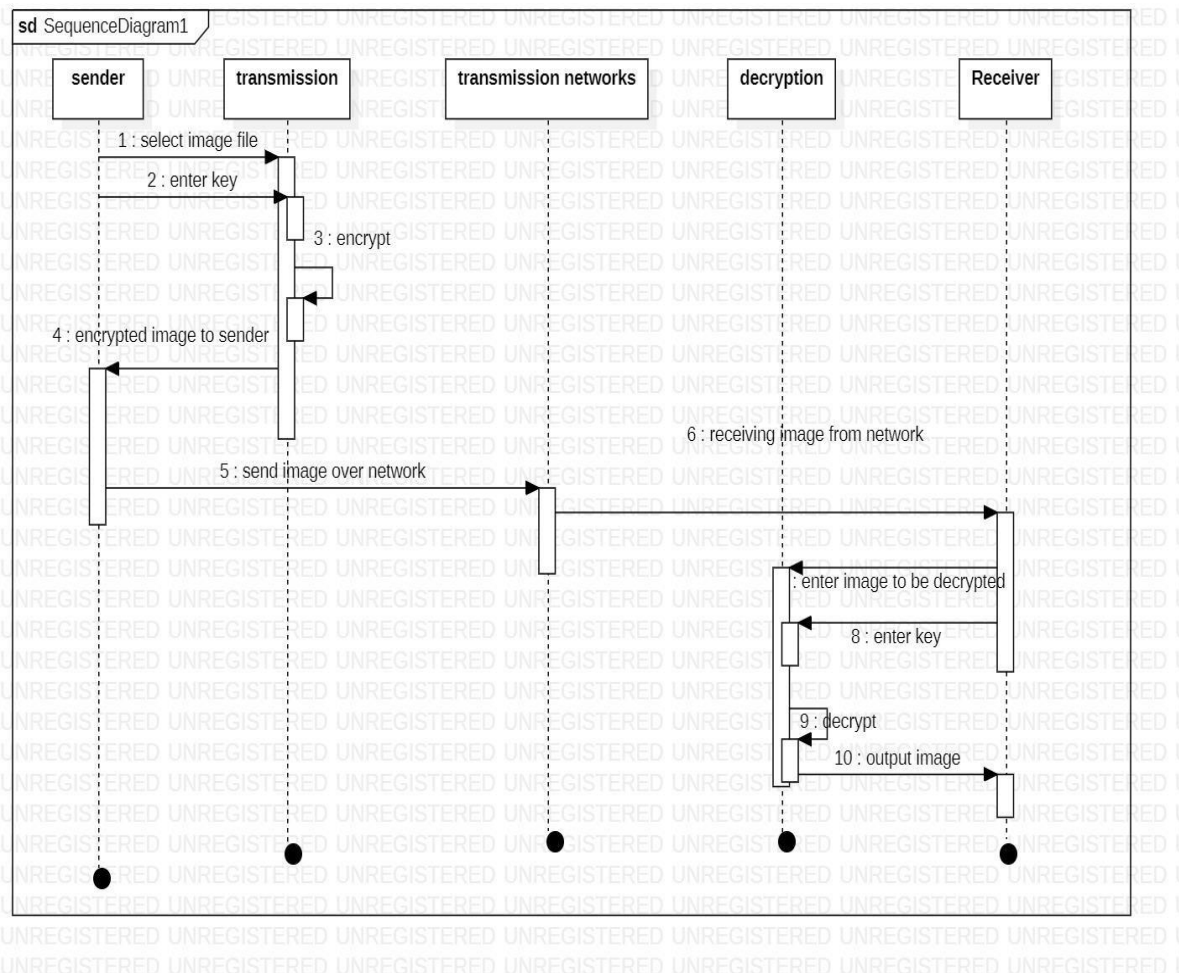 sd SequenceDiagram1
sender
transmission
transmission networks
decryption
Receiver
1 : select image file
2 : enter key
3 : encrypt
4 : encrypted image to sender
6 : receiving image from network
5 : send image over network
: enter image to be decrypted
8 : enter key
9 : decrypt
10 : output image
UNREGISTERED